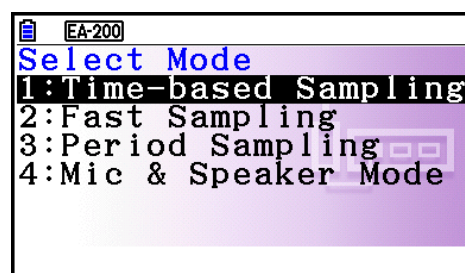 EA-200
Select Mode
1:Time-based Sampling
2:Fast Sampling
3:Period Sampling
4:Mic & Speaker Mode